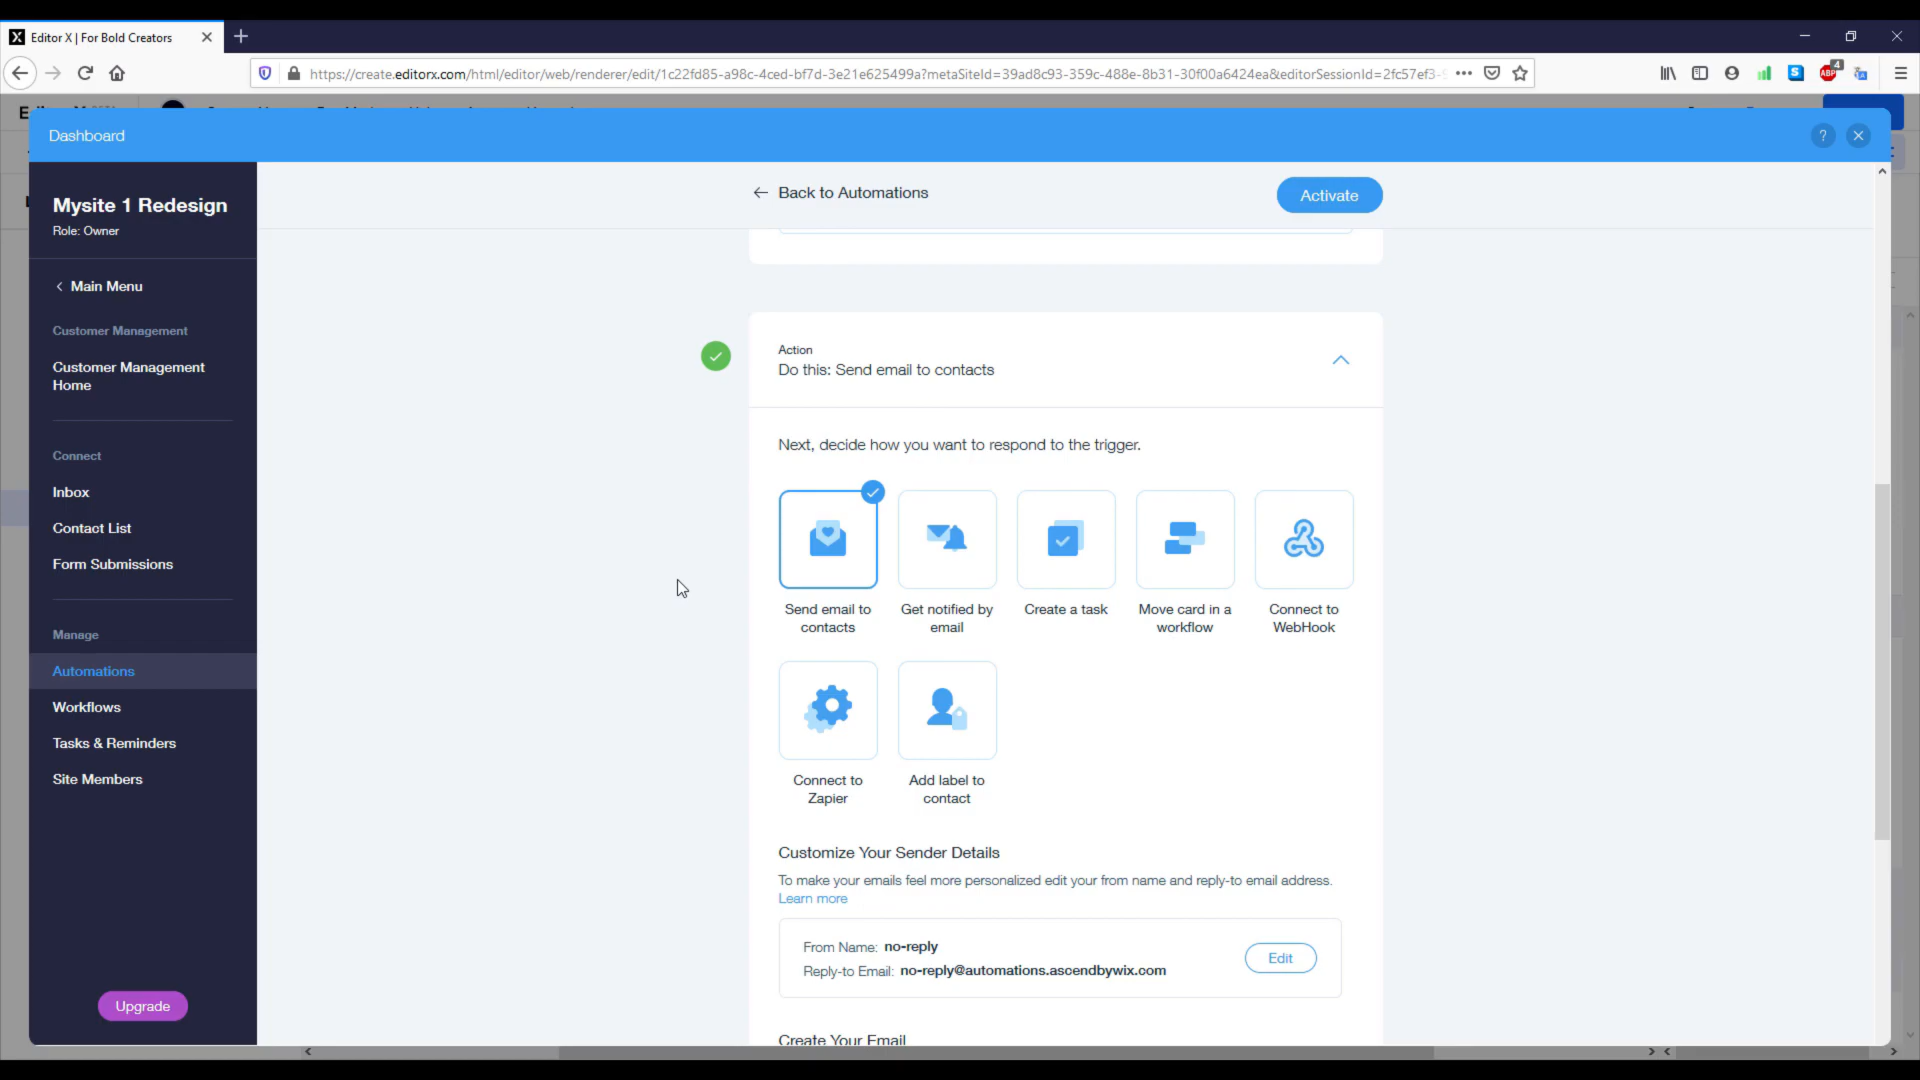 Editor X | For Bold Creators
https://create.editorx.com/html/editor/web/renderer/edit/1c22fd85-a98c-4ced-bf7d-3e21e625499a?metaSiteId=39ad8c93-359c-488e-8b31-30f00a6424ea&editorSessionId=2fc57ef3-
S
ABP
4
Dashboard
?
Mysite 1 Redesign
Role: Owner
Back to Automations
Activate
Main Menu
Customer Management
Customer Management
Home
Connect
Inbox
Contact List
Form Submissions
Manage
Automations
Workflows
Tasks & Reminders
Site Members
Upgrade
Action
Do this: Send email to contacts
Next, decide how you want to respond to the trigger.
Send email to
contacts
Get notified by
email
Create a task
Move card in a
workflow
Connect to
WebHook
Connect to
Zapier
Add label to
contact
Customize Your Sender Details
To make your emails feel more personalized edit your from name and reply-to email address.
Learn more
From Name: no-reply
Reply-to Email: no-reply@automations.ascendbywix.com
Edit
Create Your Email